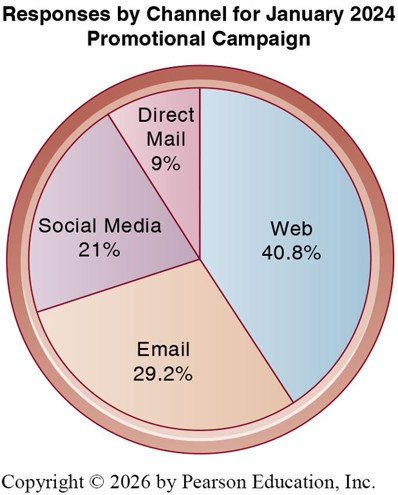 Responses by Channel for January 2024
Promotional Campaign
Direct
Mail
9%
Web
40.8%
Social Media
21%
Email
29.2%
Copyright © 2026 by Pearson Education, Inc.